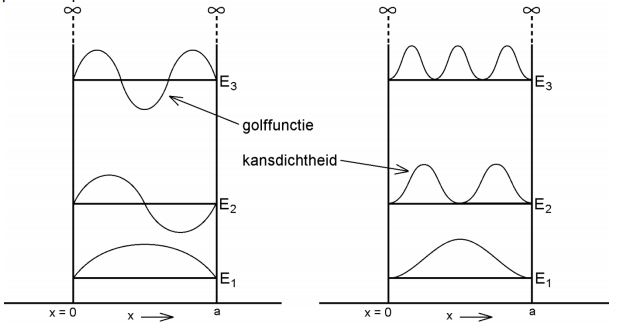 ∞ ∞ ∞ ∞
E₃ E₃
golffunctie
kansdichtheid
E₂ E₂
E₁ E₁
x = 0 x a x = 0 x a